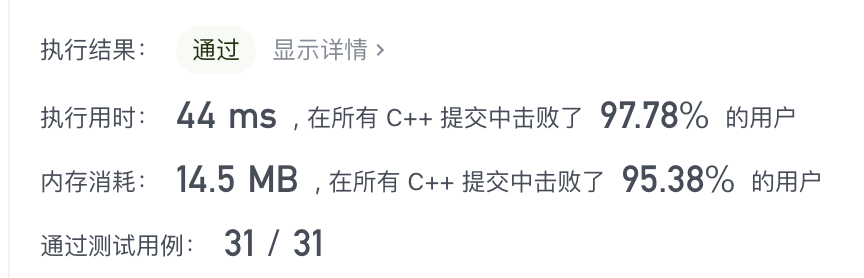 执行结果： 通过 显示详情 >
执行用时： 44 ms , 在所有 C++ 提交中击败了 97.78% 的用户
内存消耗： 14.5 MB , 在所有 C++ 提交中击败了 95.38% 的用户
通过测试用例： 31 / 31